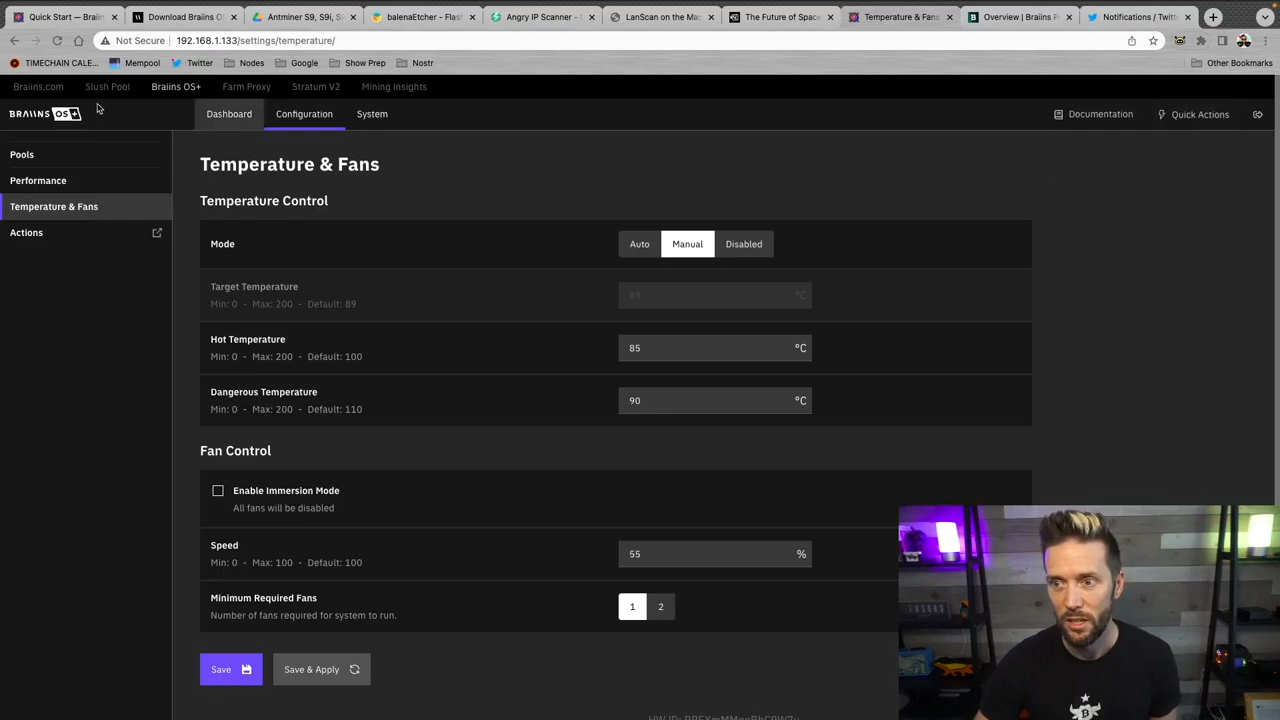 Quick Start — Braiin
Download Braiins OS
Antminer S9, S9i, S
balenaEtcher - Flas
Angry IP Scanner - 
LanScan on the Mac
The Future of Space
Temperature & Fans
Overview | Braiins P
Notifications / Twitt
Not Secure 192.168.1.133/settings/temperature/
TIMECHAIN CALE... Mempool Twitter Nodes Google Show Prep Nostr Other Bookmarks
Braiins.com Slush Pool Braiins OS+ Farm Proxy Stratum V2 Mining Insights
BRAIINS OS+ Dashboard Configuration System Documentation Quick Actions
Pools
Performance
Temperature & Fans
Actions
Temperature & Fans
Temperature Control
Mode Auto Manual Disabled
Target Temperature
Min: 0 - Max: 200 - Default: 89
89 °C
Hot Temperature
Min: 0 - Max: 200 - Default: 100
85 °C
Dangerous Temperature
Min: 0 - Max: 200 - Default: 110
90 °C
Fan Control
Enable Immersion Mode
All fans will be disabled
Speed
Min: 0 - Max: 100 - Default: 100
55 %
Minimum Required Fans
Number of fans required for system to run.
1 2
Save Save & Apply